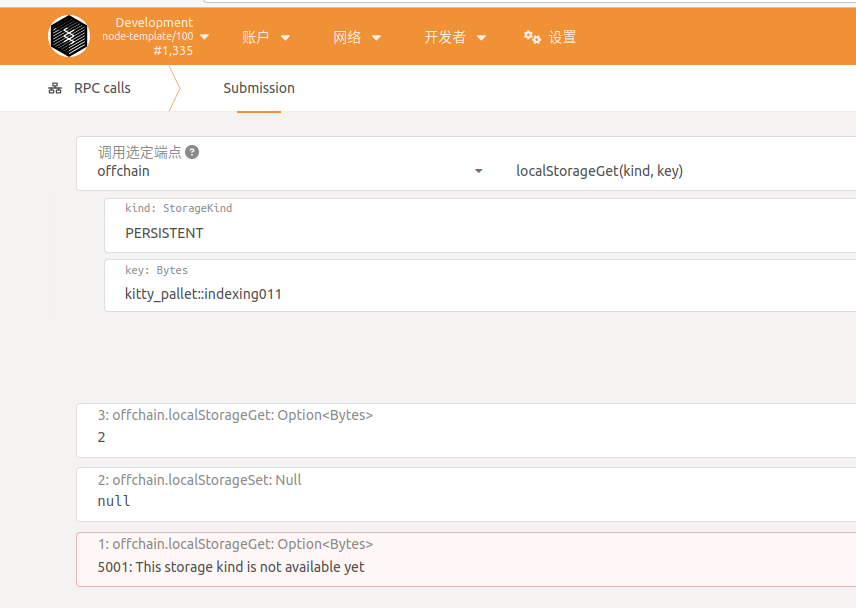 Development
node-template/100
#1,335
账户
网络
开发者
设置
RPC calls
Submission
调用选定端点
offchain
localStorageGet(kind, key)
kind: StorageKind
PERSISTENT
key: Bytes
kitty_pallet::indexing011
3: offchain.localStorageGet: Option<Bytes>
2
2: offchain.localStorageSet: Null
null
1: offchain.localStorageGet: Option<Bytes>
5001: This storage kind is not available yet